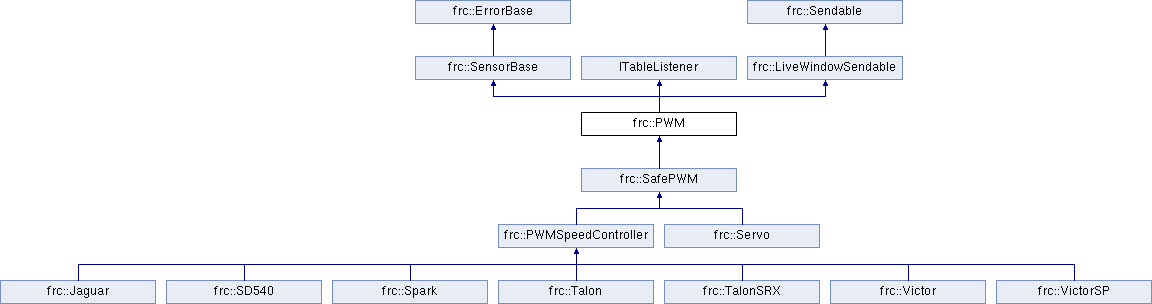 frc::ErrorBase
frc::Sendable
frc::SensorBase
ITableListener
frc::LiveWindowSendable
frc::PWM
frc::SafePWM
frc::PWMSpeedController
frc::Servo
frc::Jaguar
frc::SD540
frc::Spark
frc::Talon
frc::TalonSRX
frc::Victor
frc::VictorSP